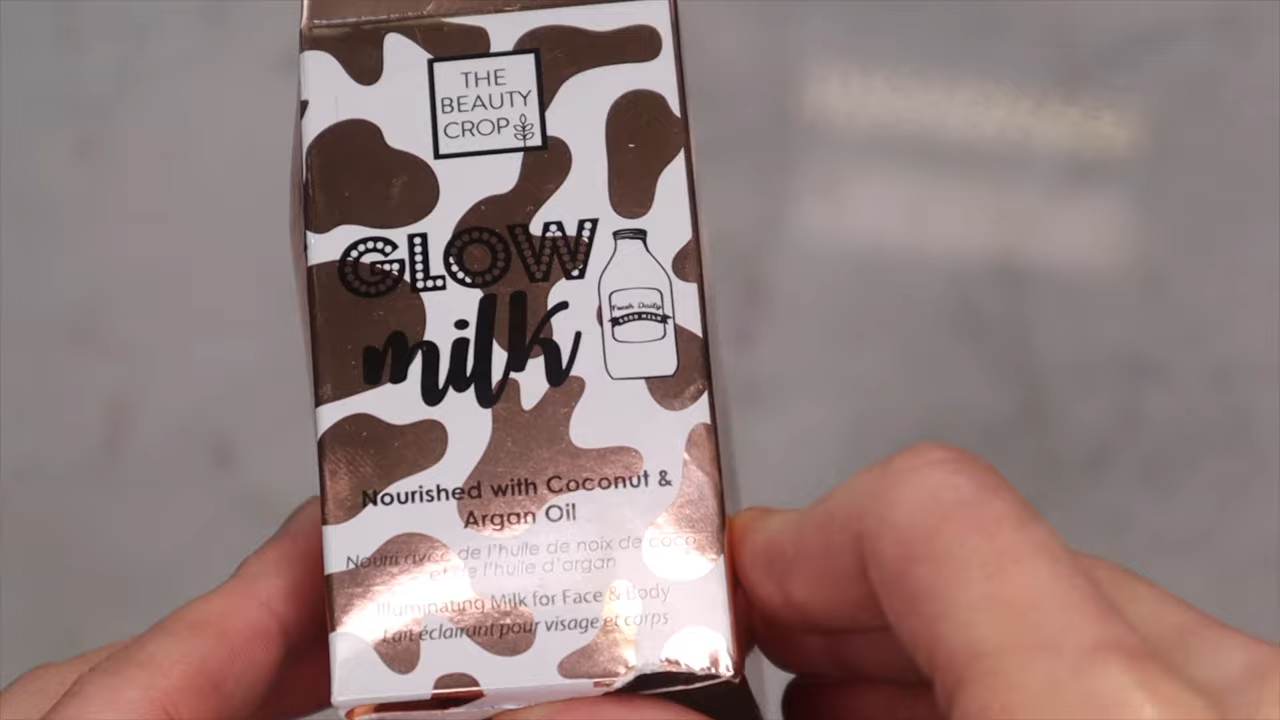 THE
BEAUTY
CROP
GLOW
milk
Fresh Daily
GOOD MILK
Nourished with Coconut &
Argan Oil
Nourri avec de l'huile de noix de coco
et de l'huile d'argan
Illuminating Milk for Face & Body
Lait éclairant pour visage et corps